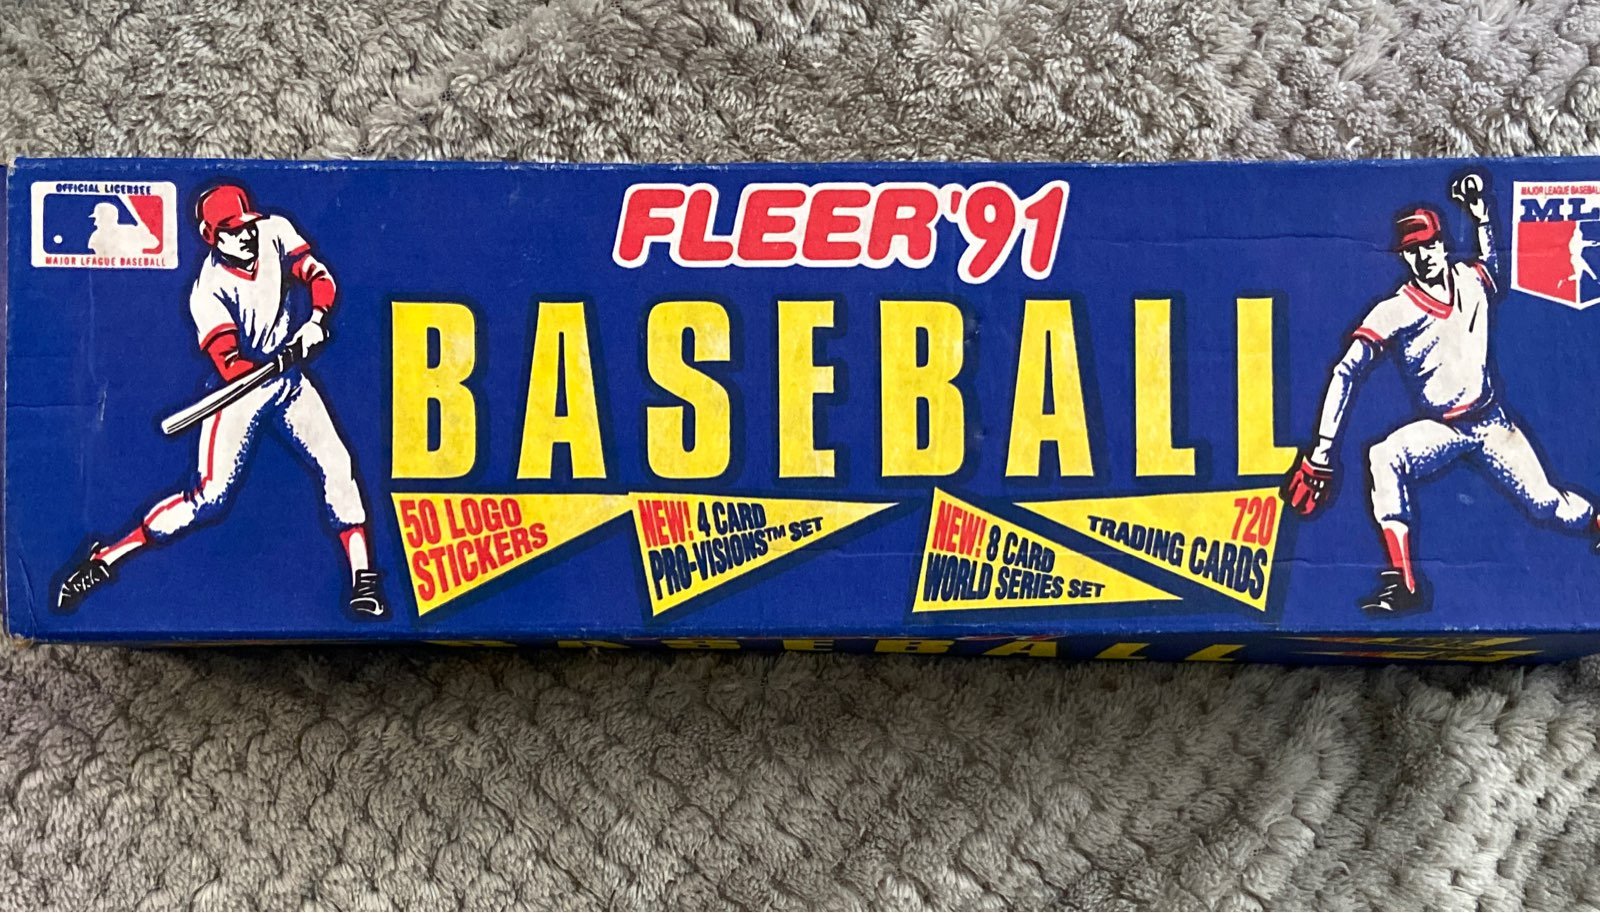 OFFICIAL LICENSEE
MAJOR LEAGUE BASEBALL
FLEER '91
MAJOR LEAGUE BASEBAL
ML
BASEBALL
50 LOGO
STICKERS
NEW! 4 CARD
PRO-VISIONS™ SET
NEW! 8 CARD
WORLD SERIES SET
720
TRADING CARDS
BASEBALL